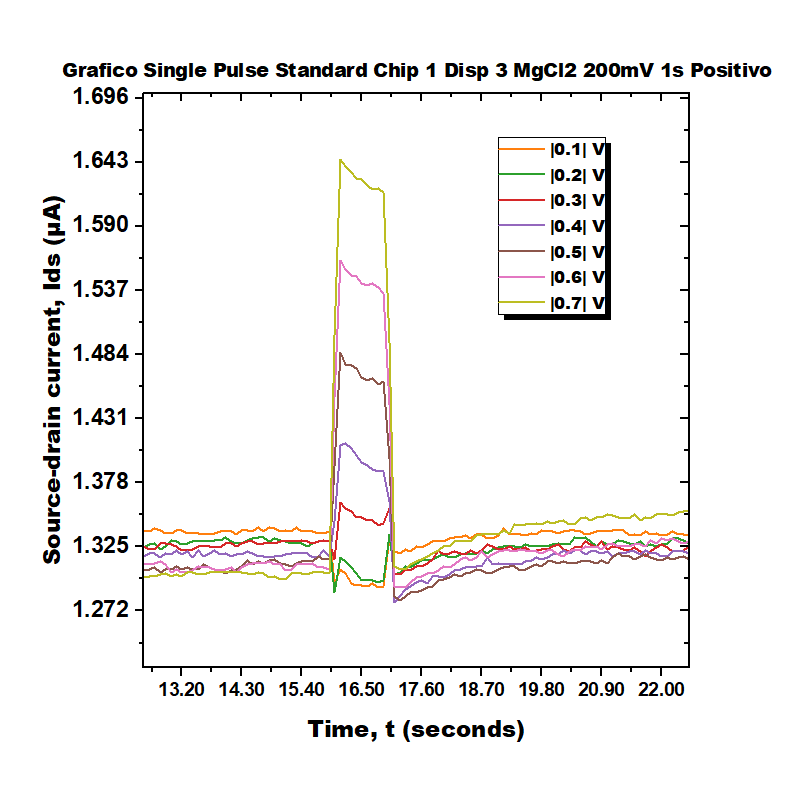 Grafico Single Pulse Standard Chip 1 Disp 3 MgCl2 200mV 1s Positivo
1.696
1.643
1.590
1.537
1.484
1.431
1.378
1.325
1.272
Source-drain current, Ids (µA)
|0.1| V
|0.2| V
|0.3| V
|0.4| V
|0.5| V
|0.6| V
|0.7| V
13.20 14.30 15.40 16.50 17.60 18.70 19.80 20.90 22.00
Time, t (seconds)